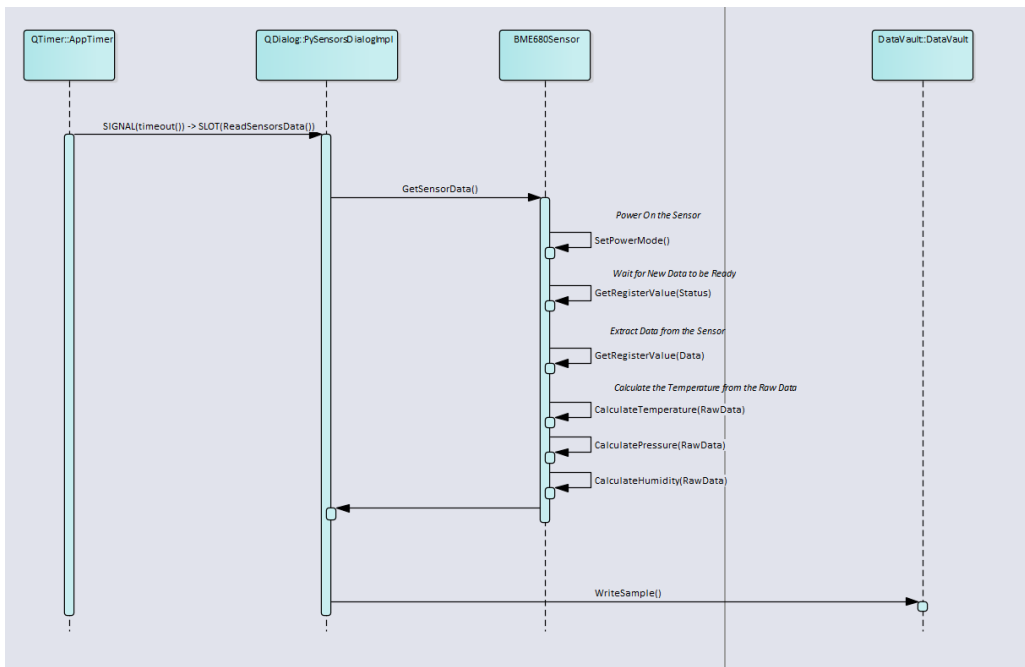 QTimer::AppTimer
QDialog::PySensorsDialogImpl
BME680Sensor
DataVault::DataVault
SIGNAL(timeout()) -> SLOT(ReadSensorsData())
GetSensorData()
Power On the Sensor
SetPowerMode()
Wait for New Data to be Ready
GetRegisterValue(Status)
Extract Data from the Sensor
GetRegisterValue(Data)
Calculate the Temperature from the Raw Data
CalculateTemperature(RawData)
CalculatePressure(RawData)
CalculateHumidity(RawData)
WriteSample()